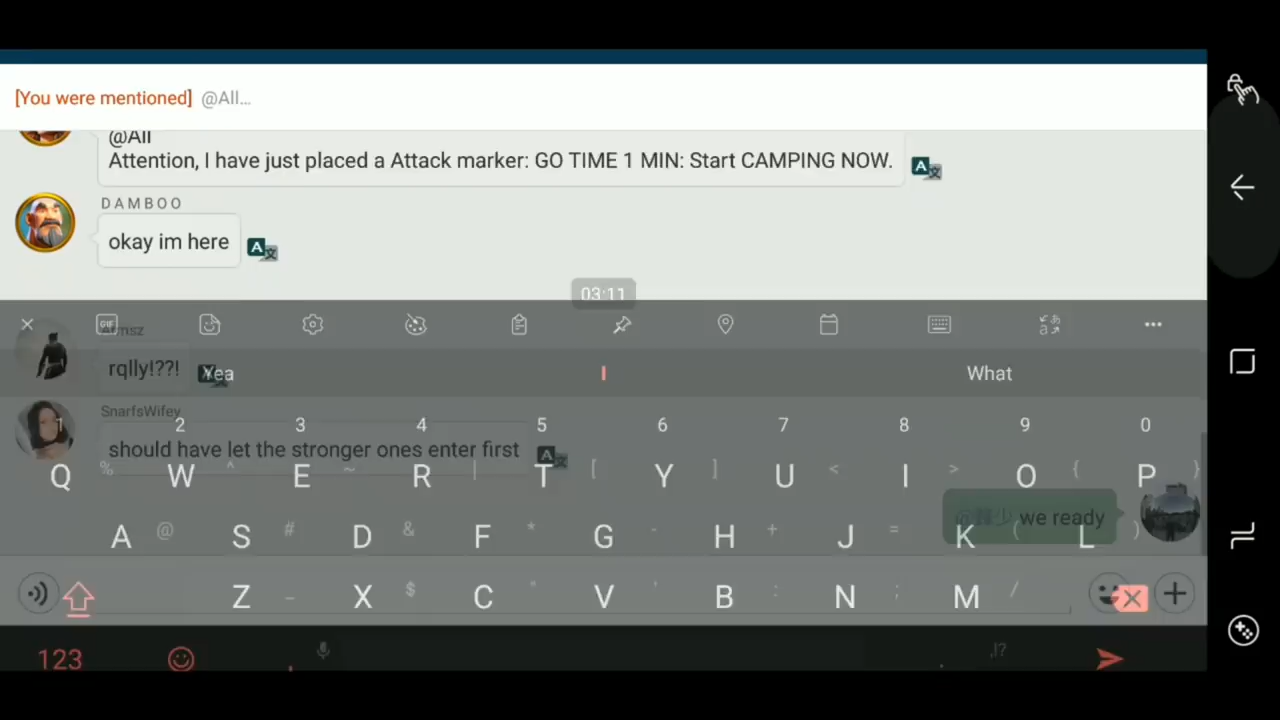 [You were mentioned] @All...
@All
Attention, I have just placed a Attack marker: GO TIME 1 MIN: Start CAMPING NOW.
DAMBOO
okay im here
03:11
GIF
rqlly!??!
Yea
I
What
SnarfsWifey
should have let the stronger ones enter first
1 2 3 4 5 6 7 8 9 0
Q % W ^ E ~ R | T [ Y ] U < I > O { P }
we ready
A @ S # D & F * G - H + J = K ( L )
Z _ X $ C " V ' B : N ; M /
123 , . ,!?